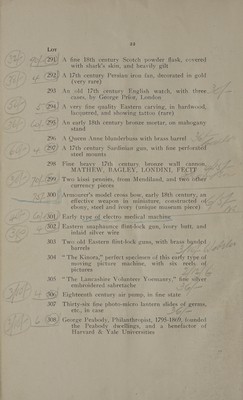 Lot
291 A fine 18th century Scotch powder flask, covered
with shark's skin, and heavily gilt
292 A 17th century Persian iron fan, decorated in gold
(very rare)
293 An old 17th century English watch, with three
cases, by George Prior, London
294 A very fine quality Eastern carving, in hardwood,
lacquered, and showing tattoo (rare)
295 An early 18th century bronze mortar, on mahogany
stand
296 A Queen Anne blunderbuss with brass barrel
297 A 17th century Sardinian gun, with fine perforated
steel mounts
298 Fine heavy 17th century bronze wall cannon,
MATHEW, BAGLEY, LONDINI, FECIT
299 Two knal pennies, from Meroliland, and two other
currency pieces
300 Armourer's model cross bow, early 18th century, an
effective weapon in miniature, constructed of
ebony, steel and ivory (unique museum piece)
301 Early type of electro medical machine
302 Eastern snaphaunce flint-lock gun, ivory butt, and
inlaid silver wire
303 Two old Eastern flint-lock guns, with brass banded
barrels
304 "The Kinora," perfect specimen of this early type of
moving picture machine, with six reels of
pictures
305 "The Lancashire Volunteer Yeomanry," fine silver
embroidered sabretache
306 Eighteenth century air pump, in fine state
307 Thirty-six fine photo-micro lantern slides of germs,
etc., in case
308 George Peabody, Philanthropist, 1795-1869, founded
the Peabody dwellings, and a benefactor of
Harvard & Yale Universities